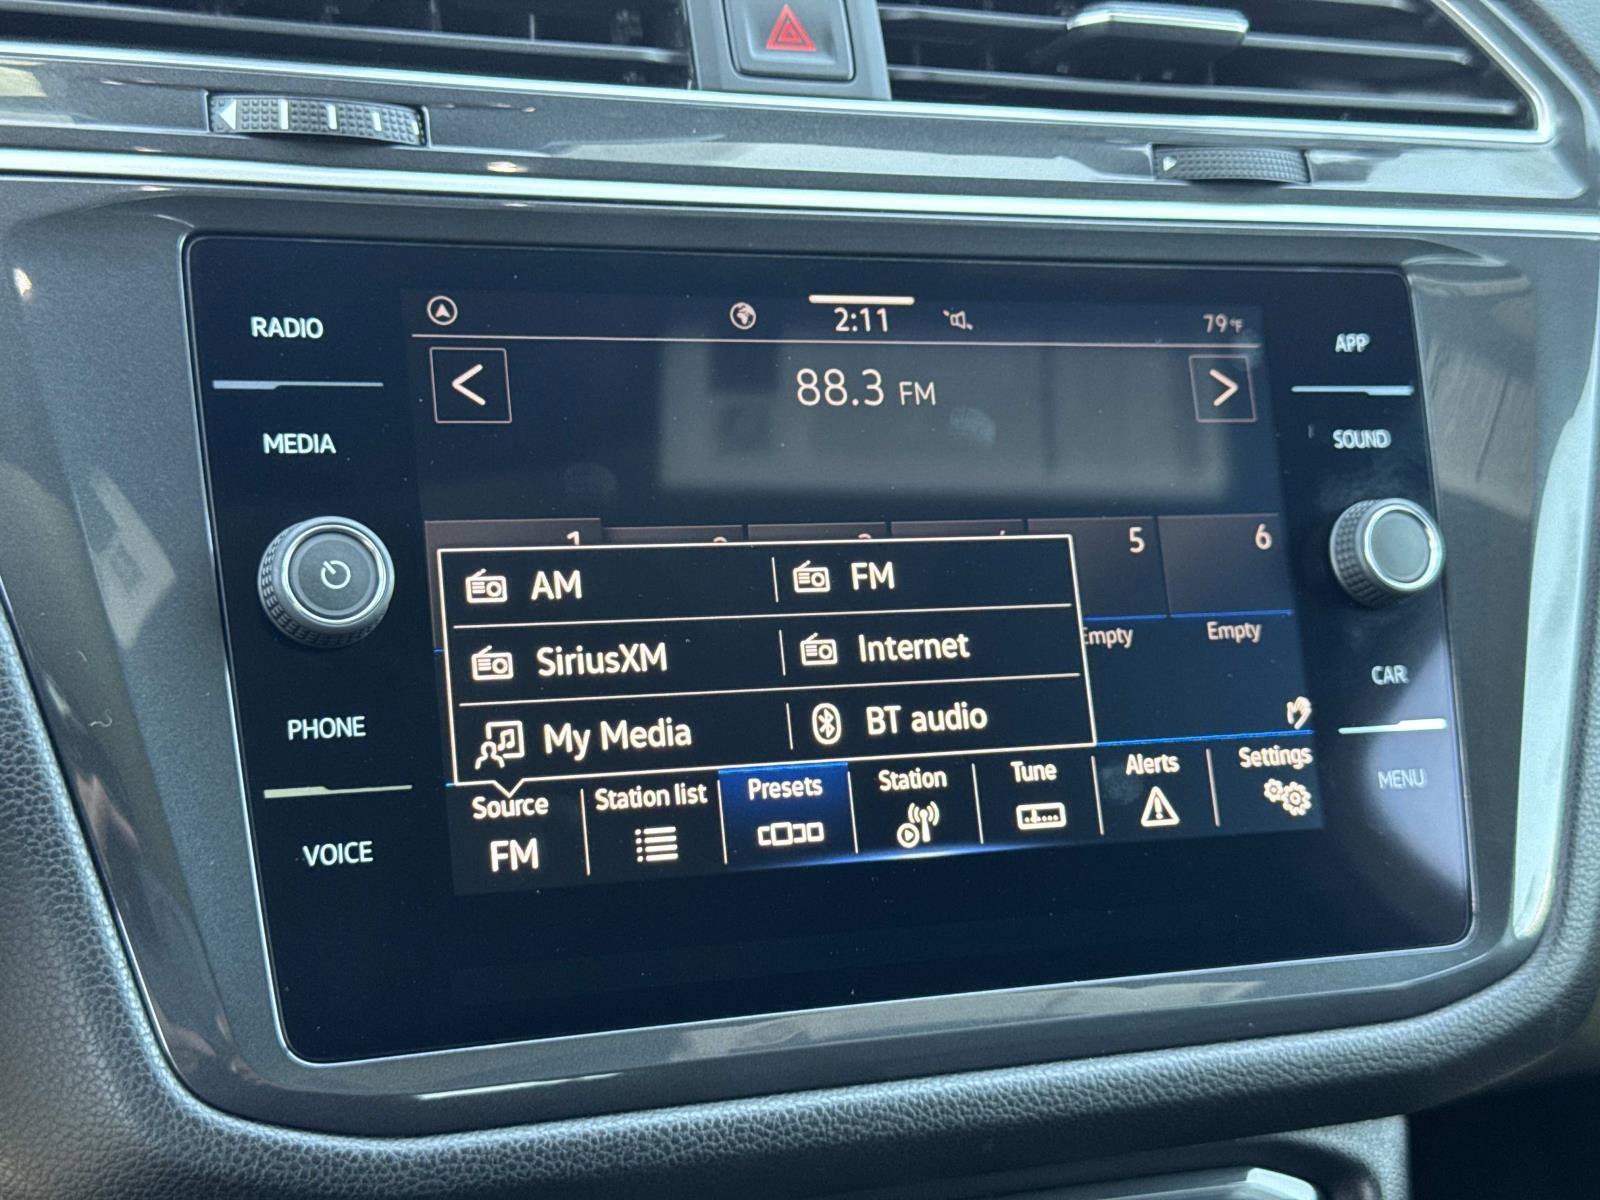 RADIO
MEDIA
PHONE
VOICE
2:11
79°F
88.3 FM
1
5
6
AM
FM
SiriusXM
Internet
My Media
BT audio
Empty
Empty
Source
FM
Station list
Presets
Station
Tune
Alerts
Settings
APP
SOUND
CAR
MENU